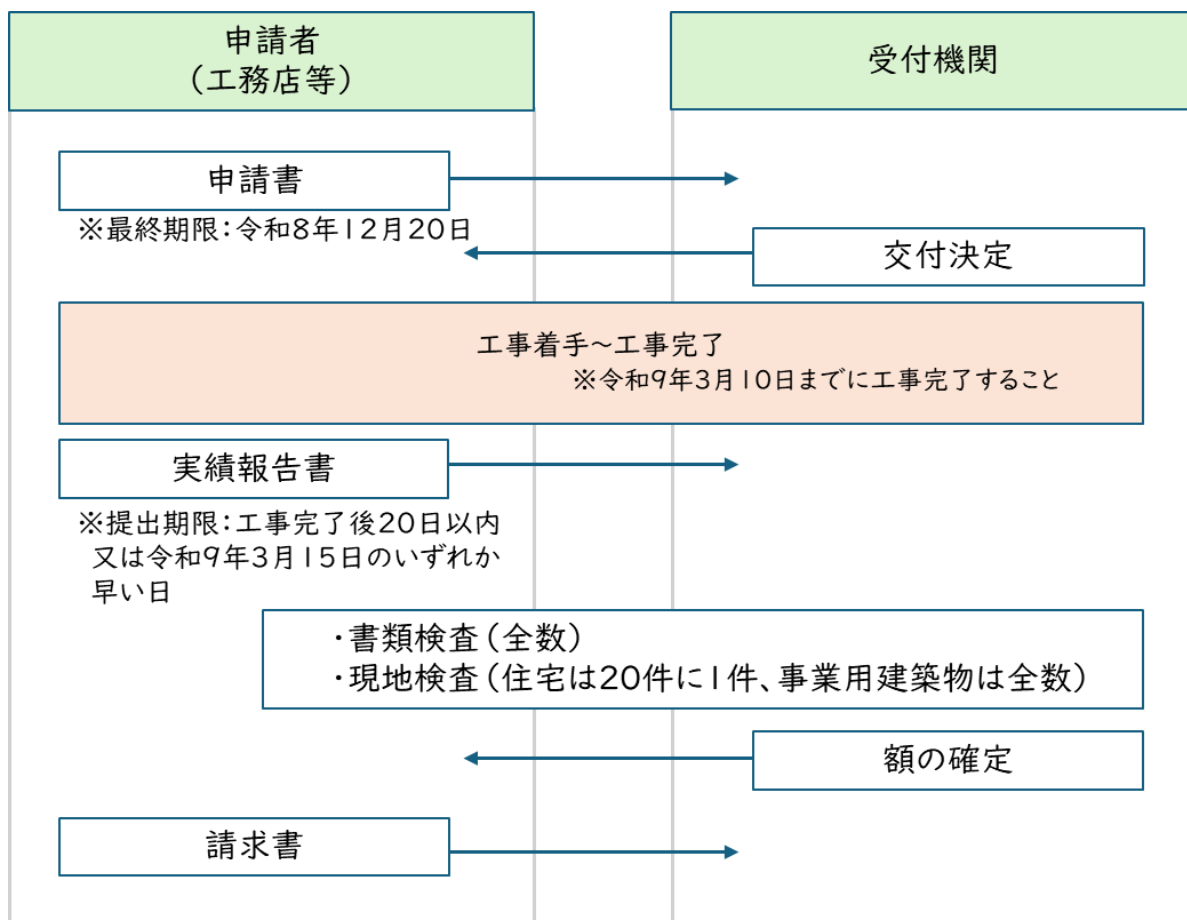 申請者
(工務店等)
受付機関
申請書
※最終期限:令和8年12月20日
交付決定
工事着手~工事完了
※令和9年3月10日までに工事完了すること
実績報告書
※提出期限:工事完了後20日以内
又は令和9年3月15日のいずれか
早い日
・書類検査(全数)
・現地検査(住宅は20件に1件、事業用建築物は全数)
額の確定
請求書